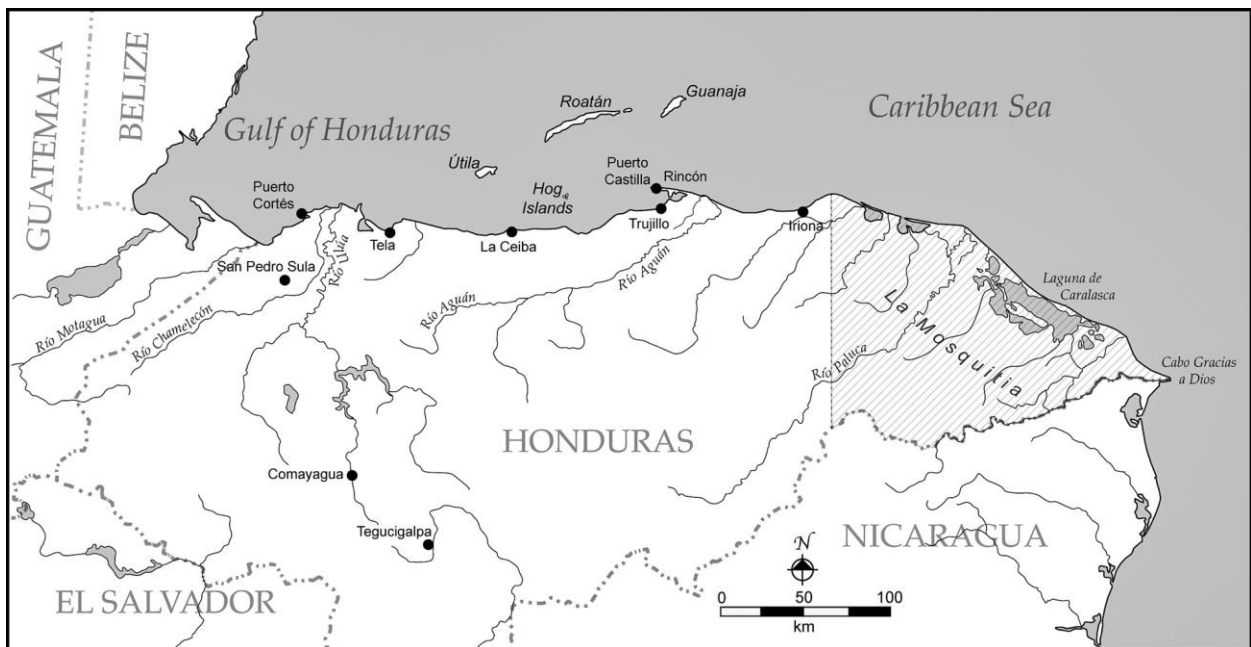 GUATEMALA
BELIZE
Gulf of Honduras
Caribbean Sea
Roatán
Guanaja
Útila
Hog
Islands
Puerto
Cortés
Puerto
Castilla
Rincón
Trujillo
Iriona
Tela
La Ceiba
San Pedro Sula
Río Ulúa
Río Aguán
Río Aguán
Río Motagua
Río Chamelecón
Laguna de
Caralasca
La Mosquitia
Río Paluca
Cabo Gracias
a Dios
HONDURAS
Comayagua
Tegucigalpa
NICARAGUA
EL SALVADOR
N
0 50 100
km